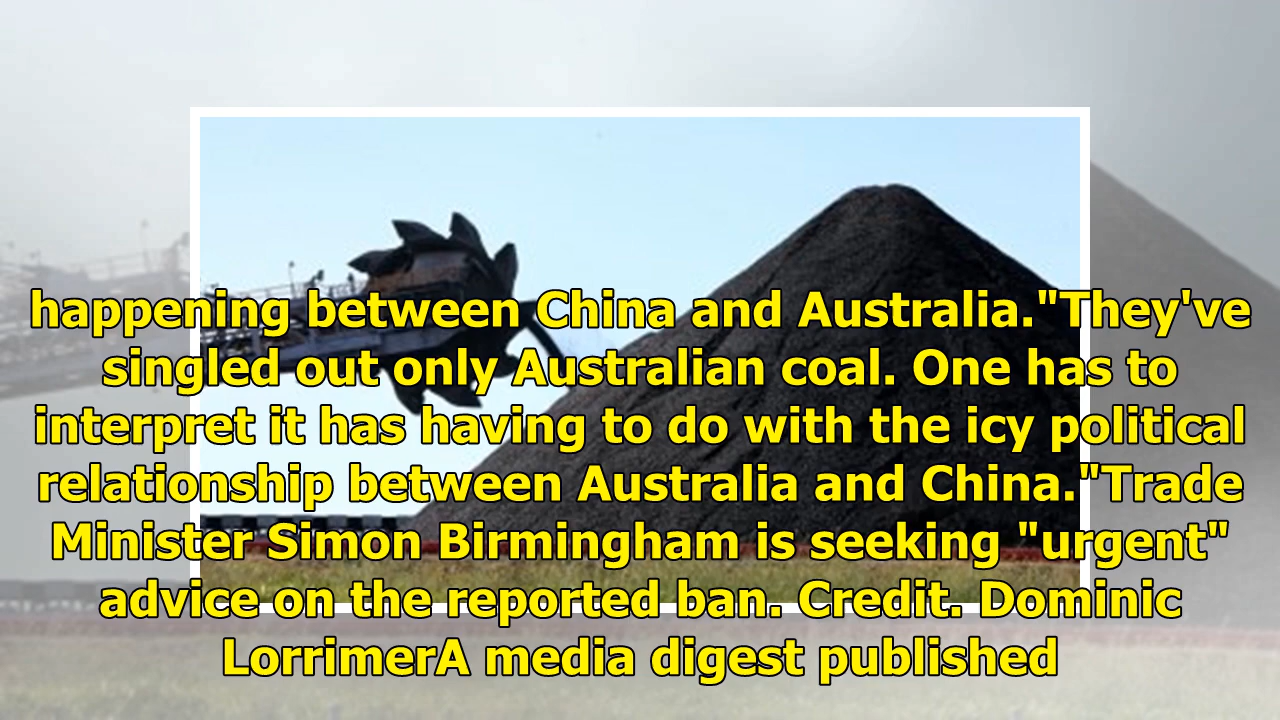 happening between China and Australia."They've
singled out only Australian coal. One has to
interpret it has having to do with the icy political
relationship between Australia and China."Trade
Minister Simon Birmingham is seeking "urgent"
advice on the reported ban. Credit. Dominic
LorrimerA media digest published